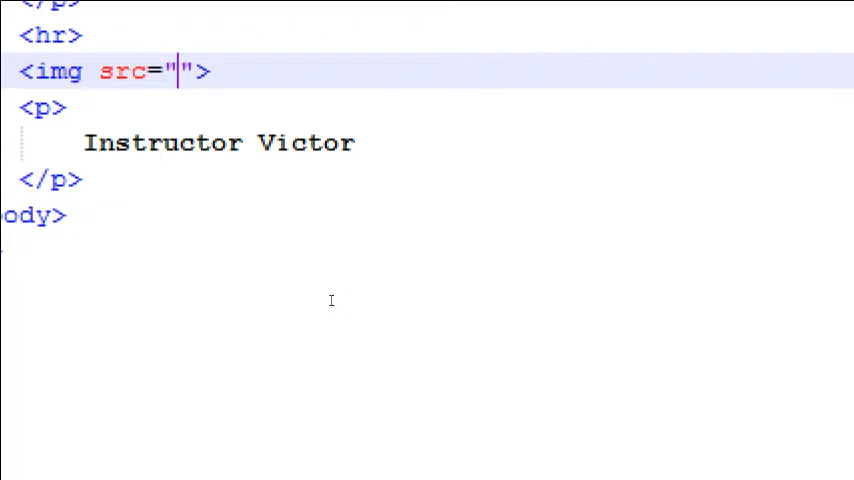 </p>
<hr>
<img src="">
<p>
Instructor Victor
</p>
ody>